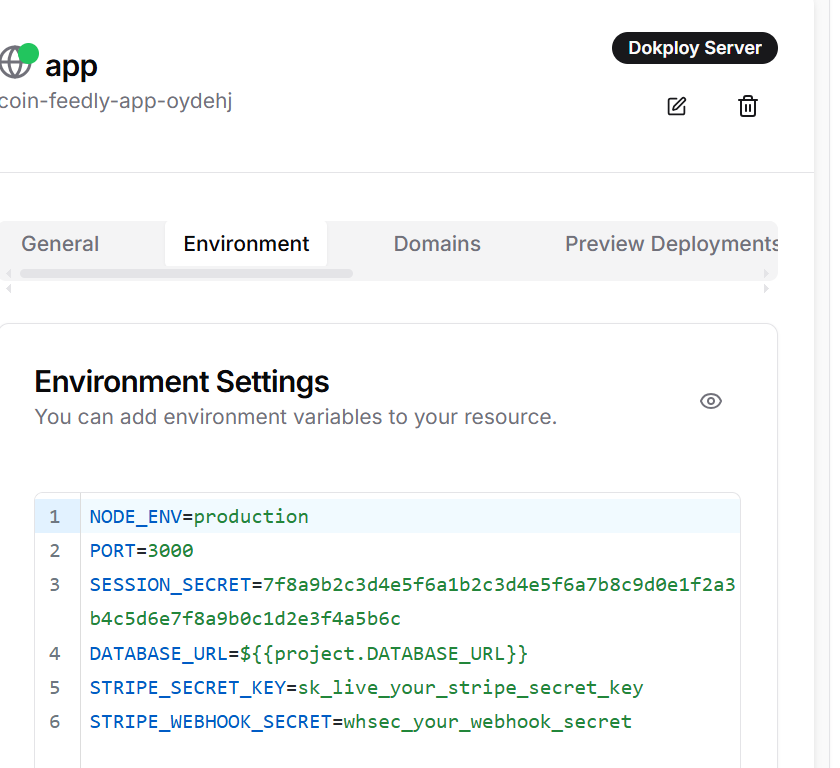 app
Dokploy Server
coin-feedly-app-oydehj
General Environment Domains Preview Deployments
Environment Settings
You can add environment variables to your resource.
1 NODE_ENV=production
2 PORT=3000
3 SESSION_SECRET=7f8a9b2c3d4e5f6a1b2c3d4e5f6a7b8c9d0e1f2a3
b4c5d6e7f8a9b0c1d2e3f4a5b6c
4 DATABASE_URL=${{project.DATABASE_URL}}
5 STRIPE_SECRET_KEY=sk_live_your_stripe_secret_key
6 STRIPE_WEBHOOK_SECRET=whsec_your_webhook_secret